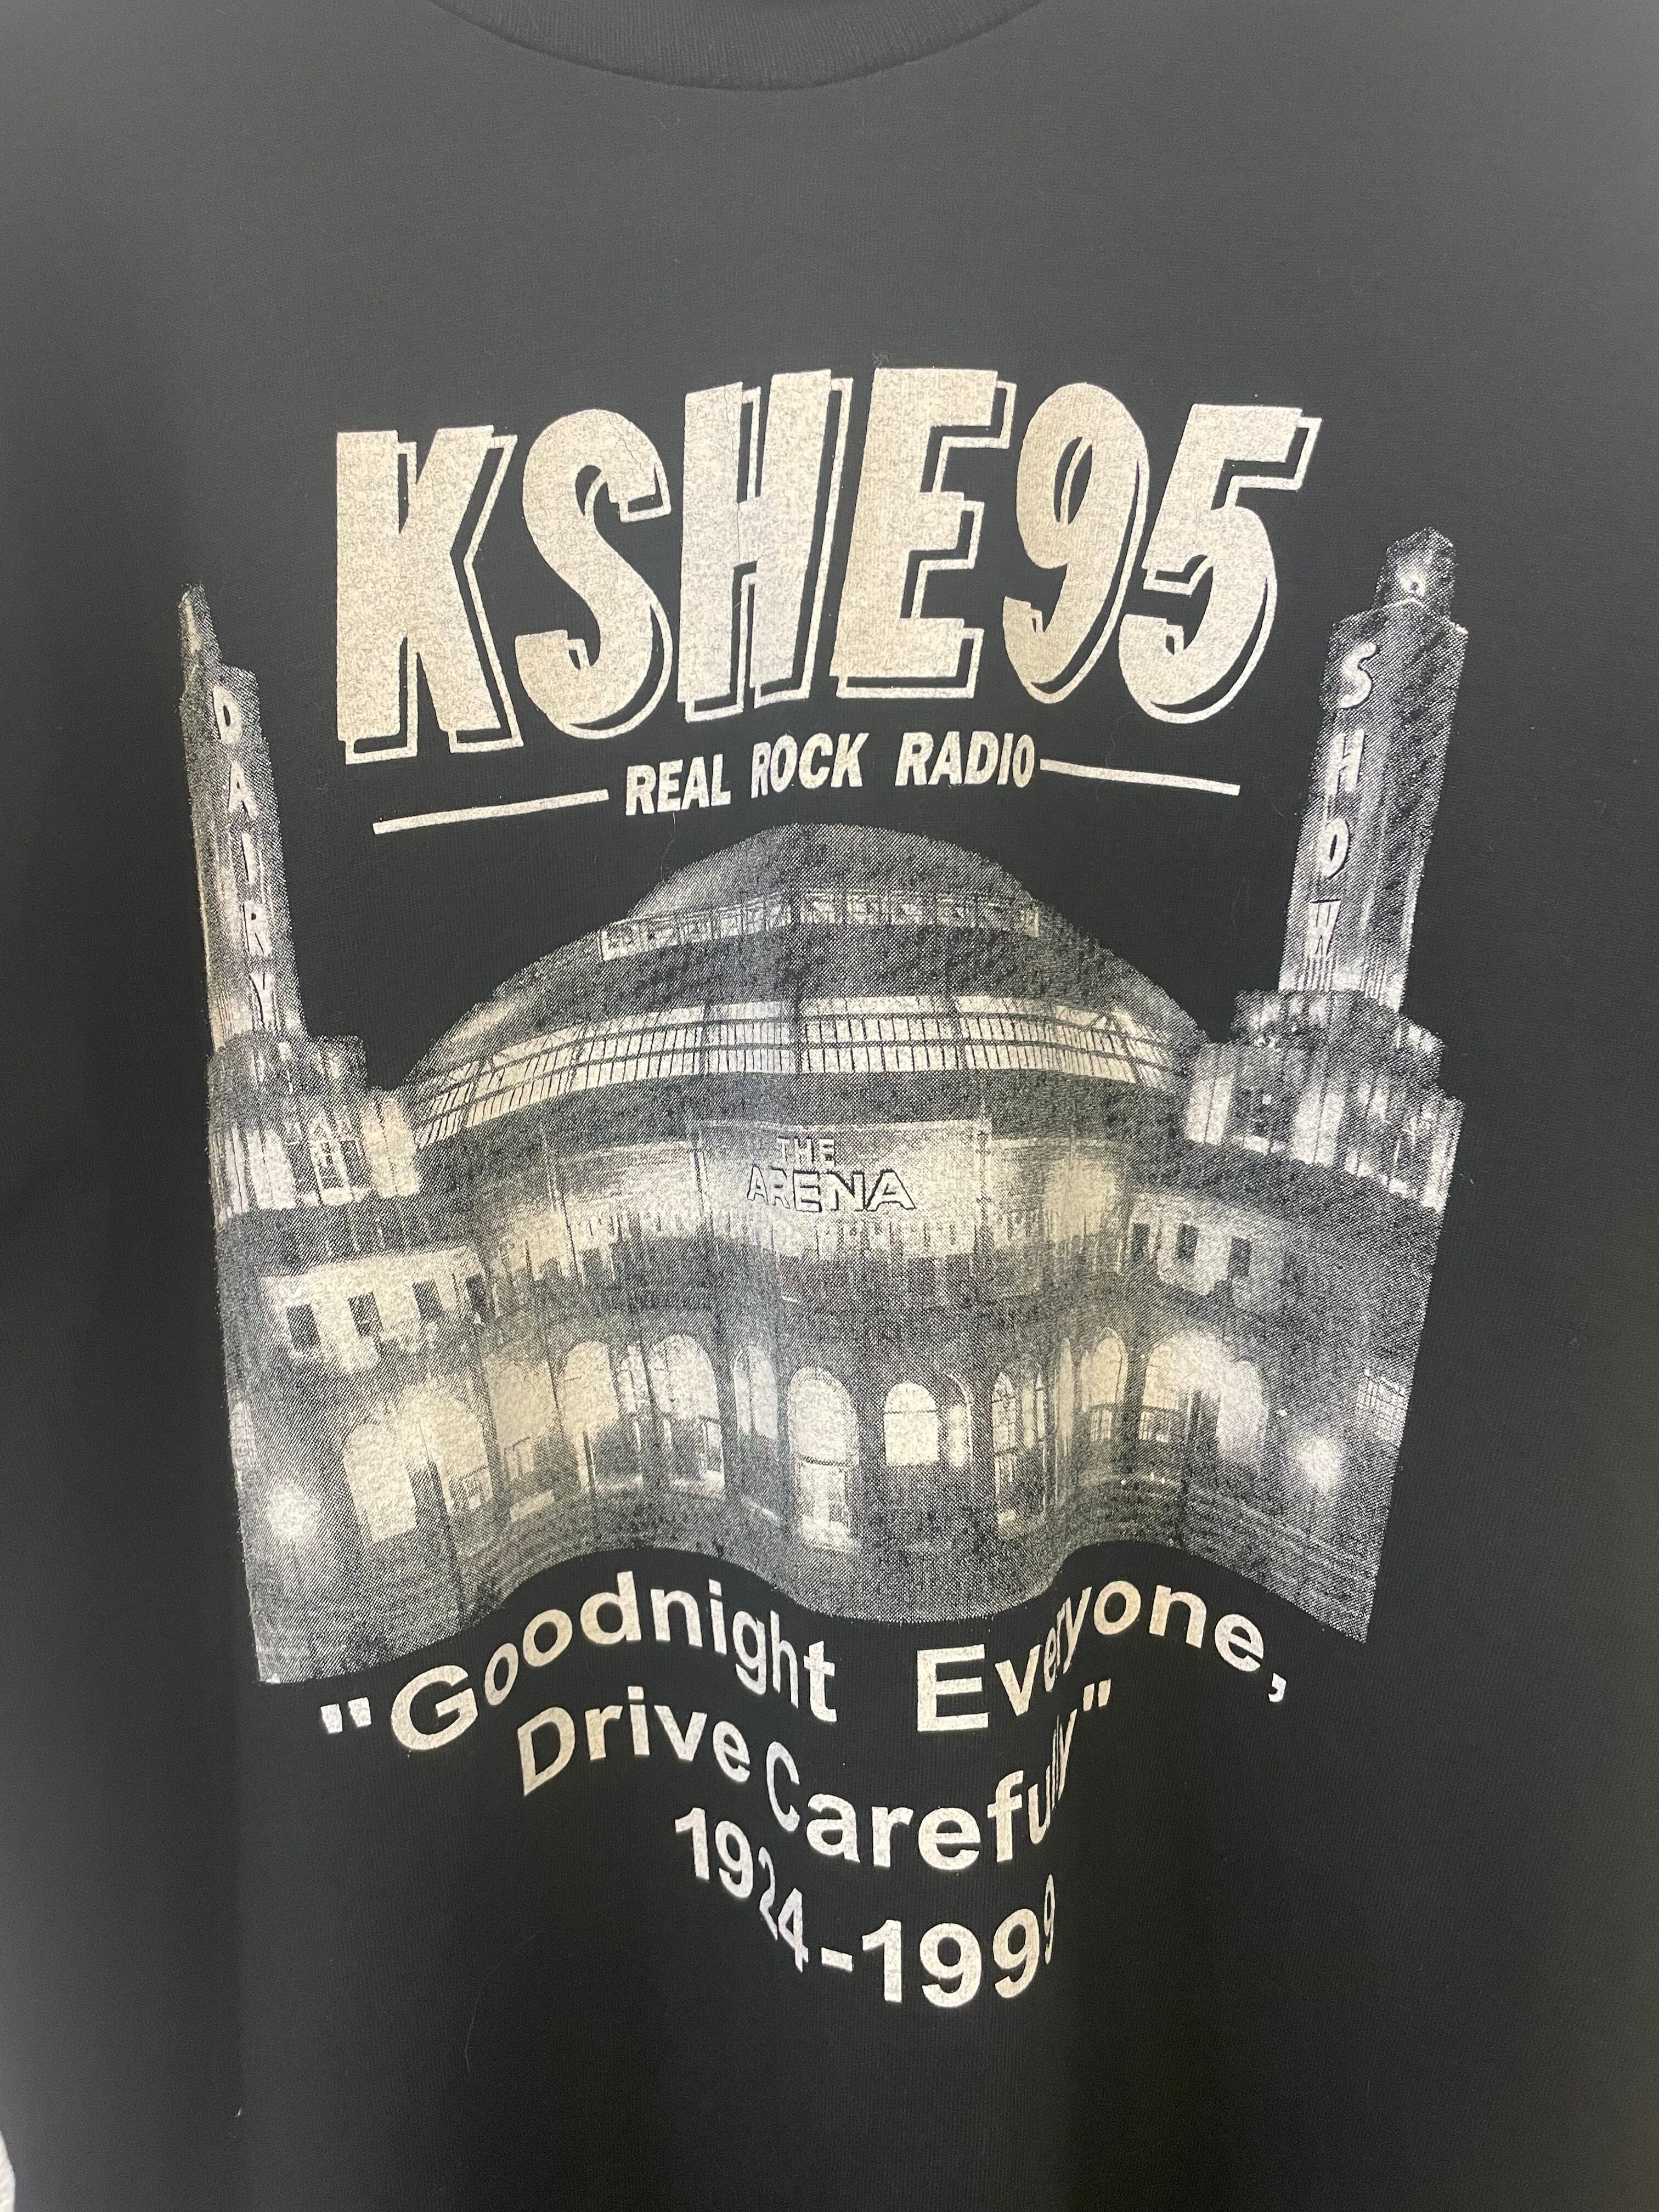 KSHE95
REAL ROCK RADIO
DAIRY
SHOW
THE
ARENA
"Goodnight Everyone,
Drive Carefully"
1924-1999